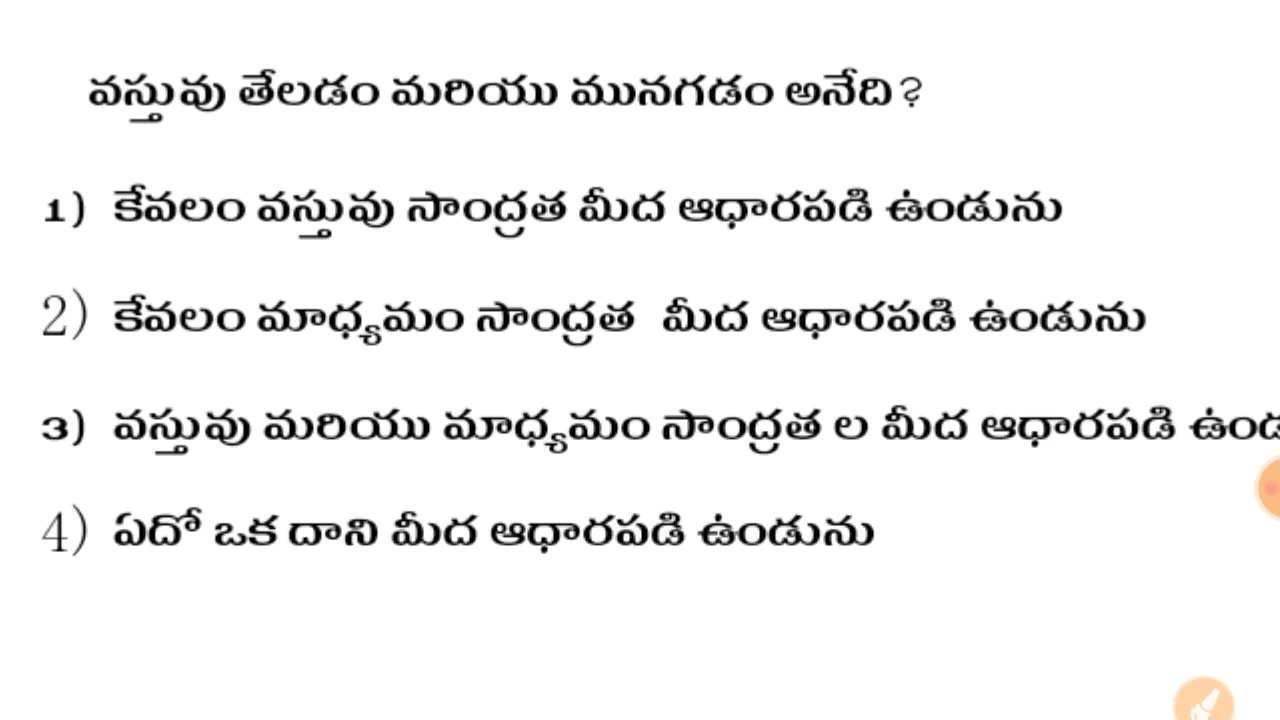 వస్తువు తేలడం మరియు మునగడం అనేది?
1) కేవలం వస్తువు సాంద్రత మీద ఆధారపడి ఉండును
2) కేవలం మాధ్యమం సాంద్రత మీద ఆధారపడి ఉండును
3) వస్తువు మరియు మాధ్యమం సాంద్రత ల మీద ఆధారపడి
4) ఏదో ఒక దాని మీద ఆధారపడి ఉండును